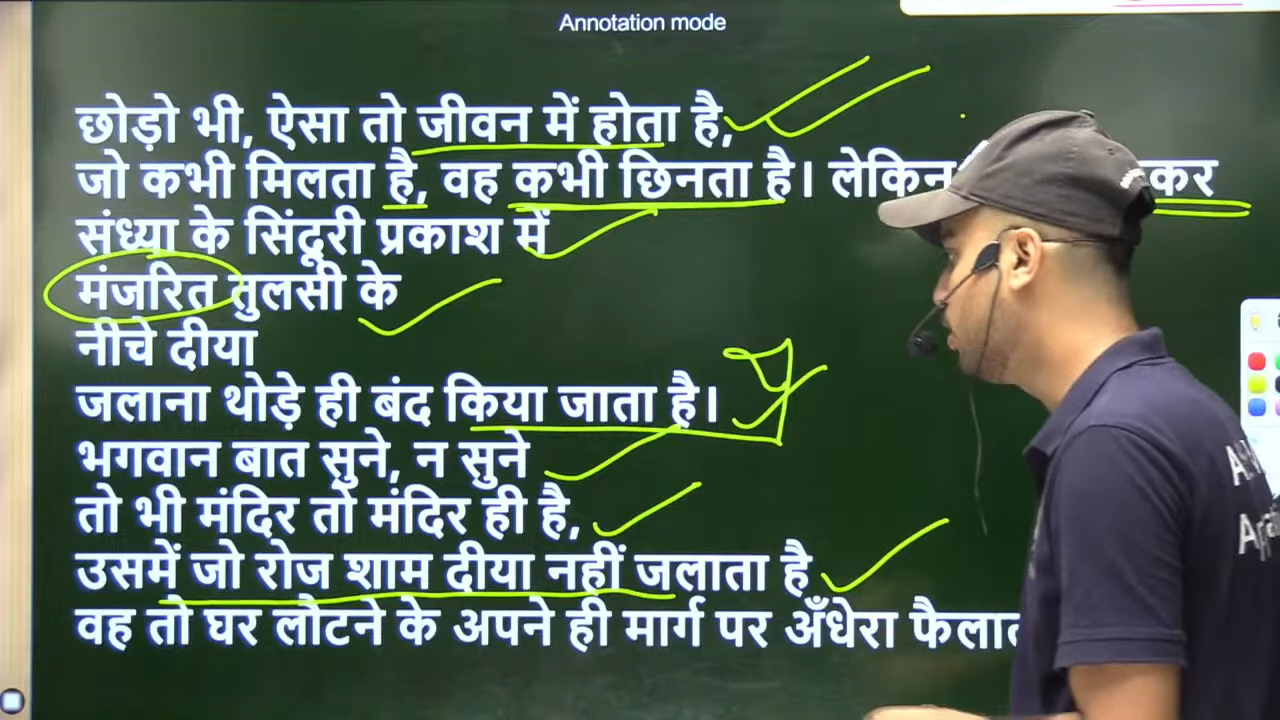 Annotation mode
छोड़ो भी, ऐसा तो जीवन में होता है,
जो कभी मिलता है, वह कभी छिनता है। लेकिन कर
संध्या के सिंदूरी प्रकाश में
मंजरित तुलसी के
नीचे दीया
जलाना थोड़े ही बंद किया जाता है।
भगवान बात सुने, न सुने
तो भी मंदिर तो मंदिर ही है,
उसमें जो रोज शाम दीया नहीं जलाता है
वह तो घर लौटने के अपने ही मार्ग पर अँधेरा